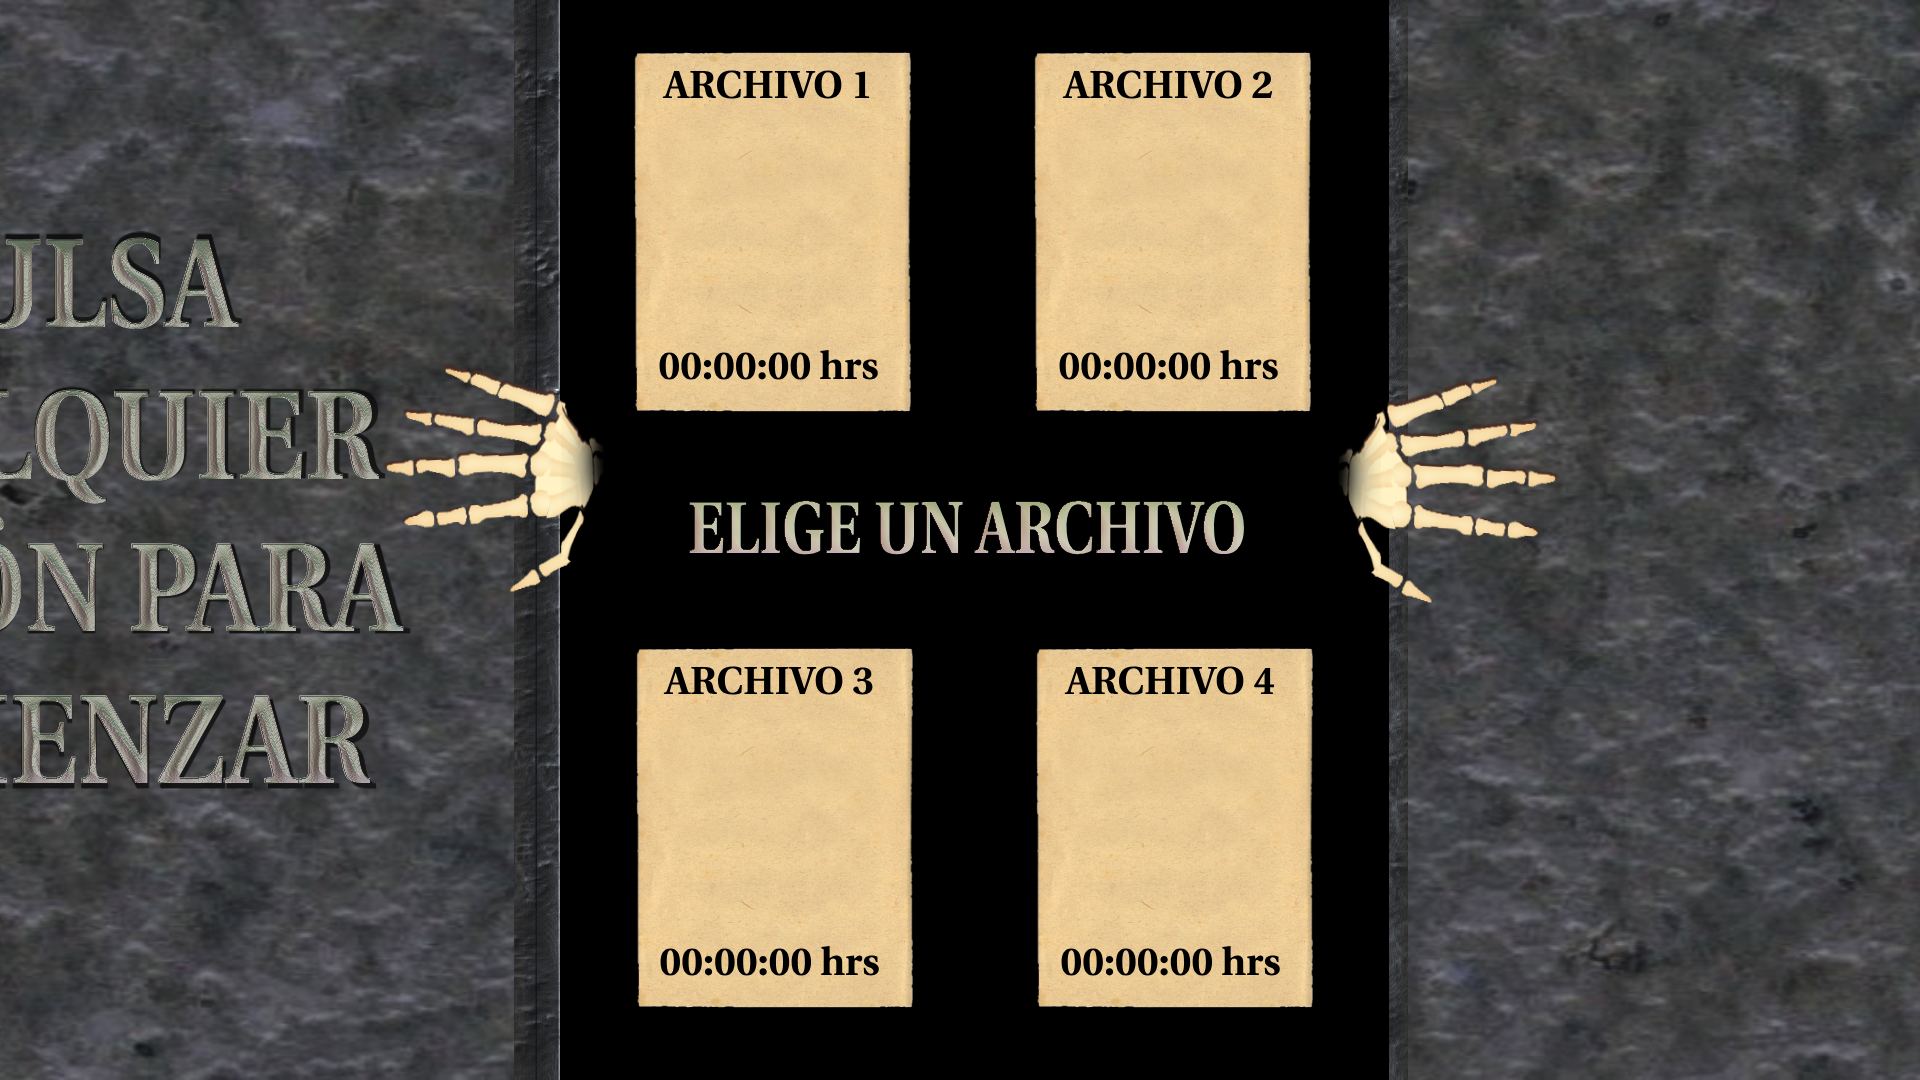 ULSA
LQUIER
ÓN PARA
IENZAR
ARCHIVO 1
00:00:00 hrs
ARCHIVO 2
00:00:00 hrs
ELIGE UN ARCHIVO
ARCHIVO 3
00:00:00 hrs
ARCHIVO 4
00:00:00 hrs